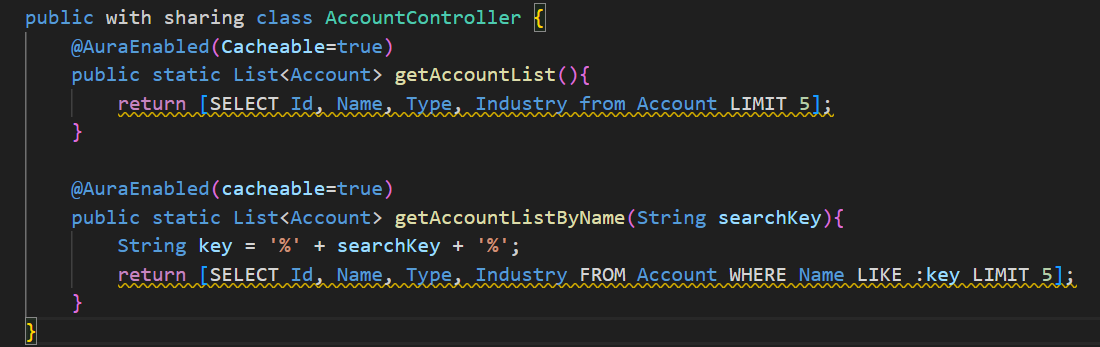 public with sharing class AccountController {
@AuraEnabled(Cacheable=true)
public static List<Account> getAccountList(){
return [SELECT Id, Name, Type, Industry from Account LIMIT 5];
}
@AuraEnabled(cacheable=true)
public static List<Account> getAccountListByName(String searchKey){
String key = '%' + searchKey + '%';
return [SELECT Id, Name, Type, Industry FROM Account WHERE Name LIKE :key LIMIT 5];
}
}